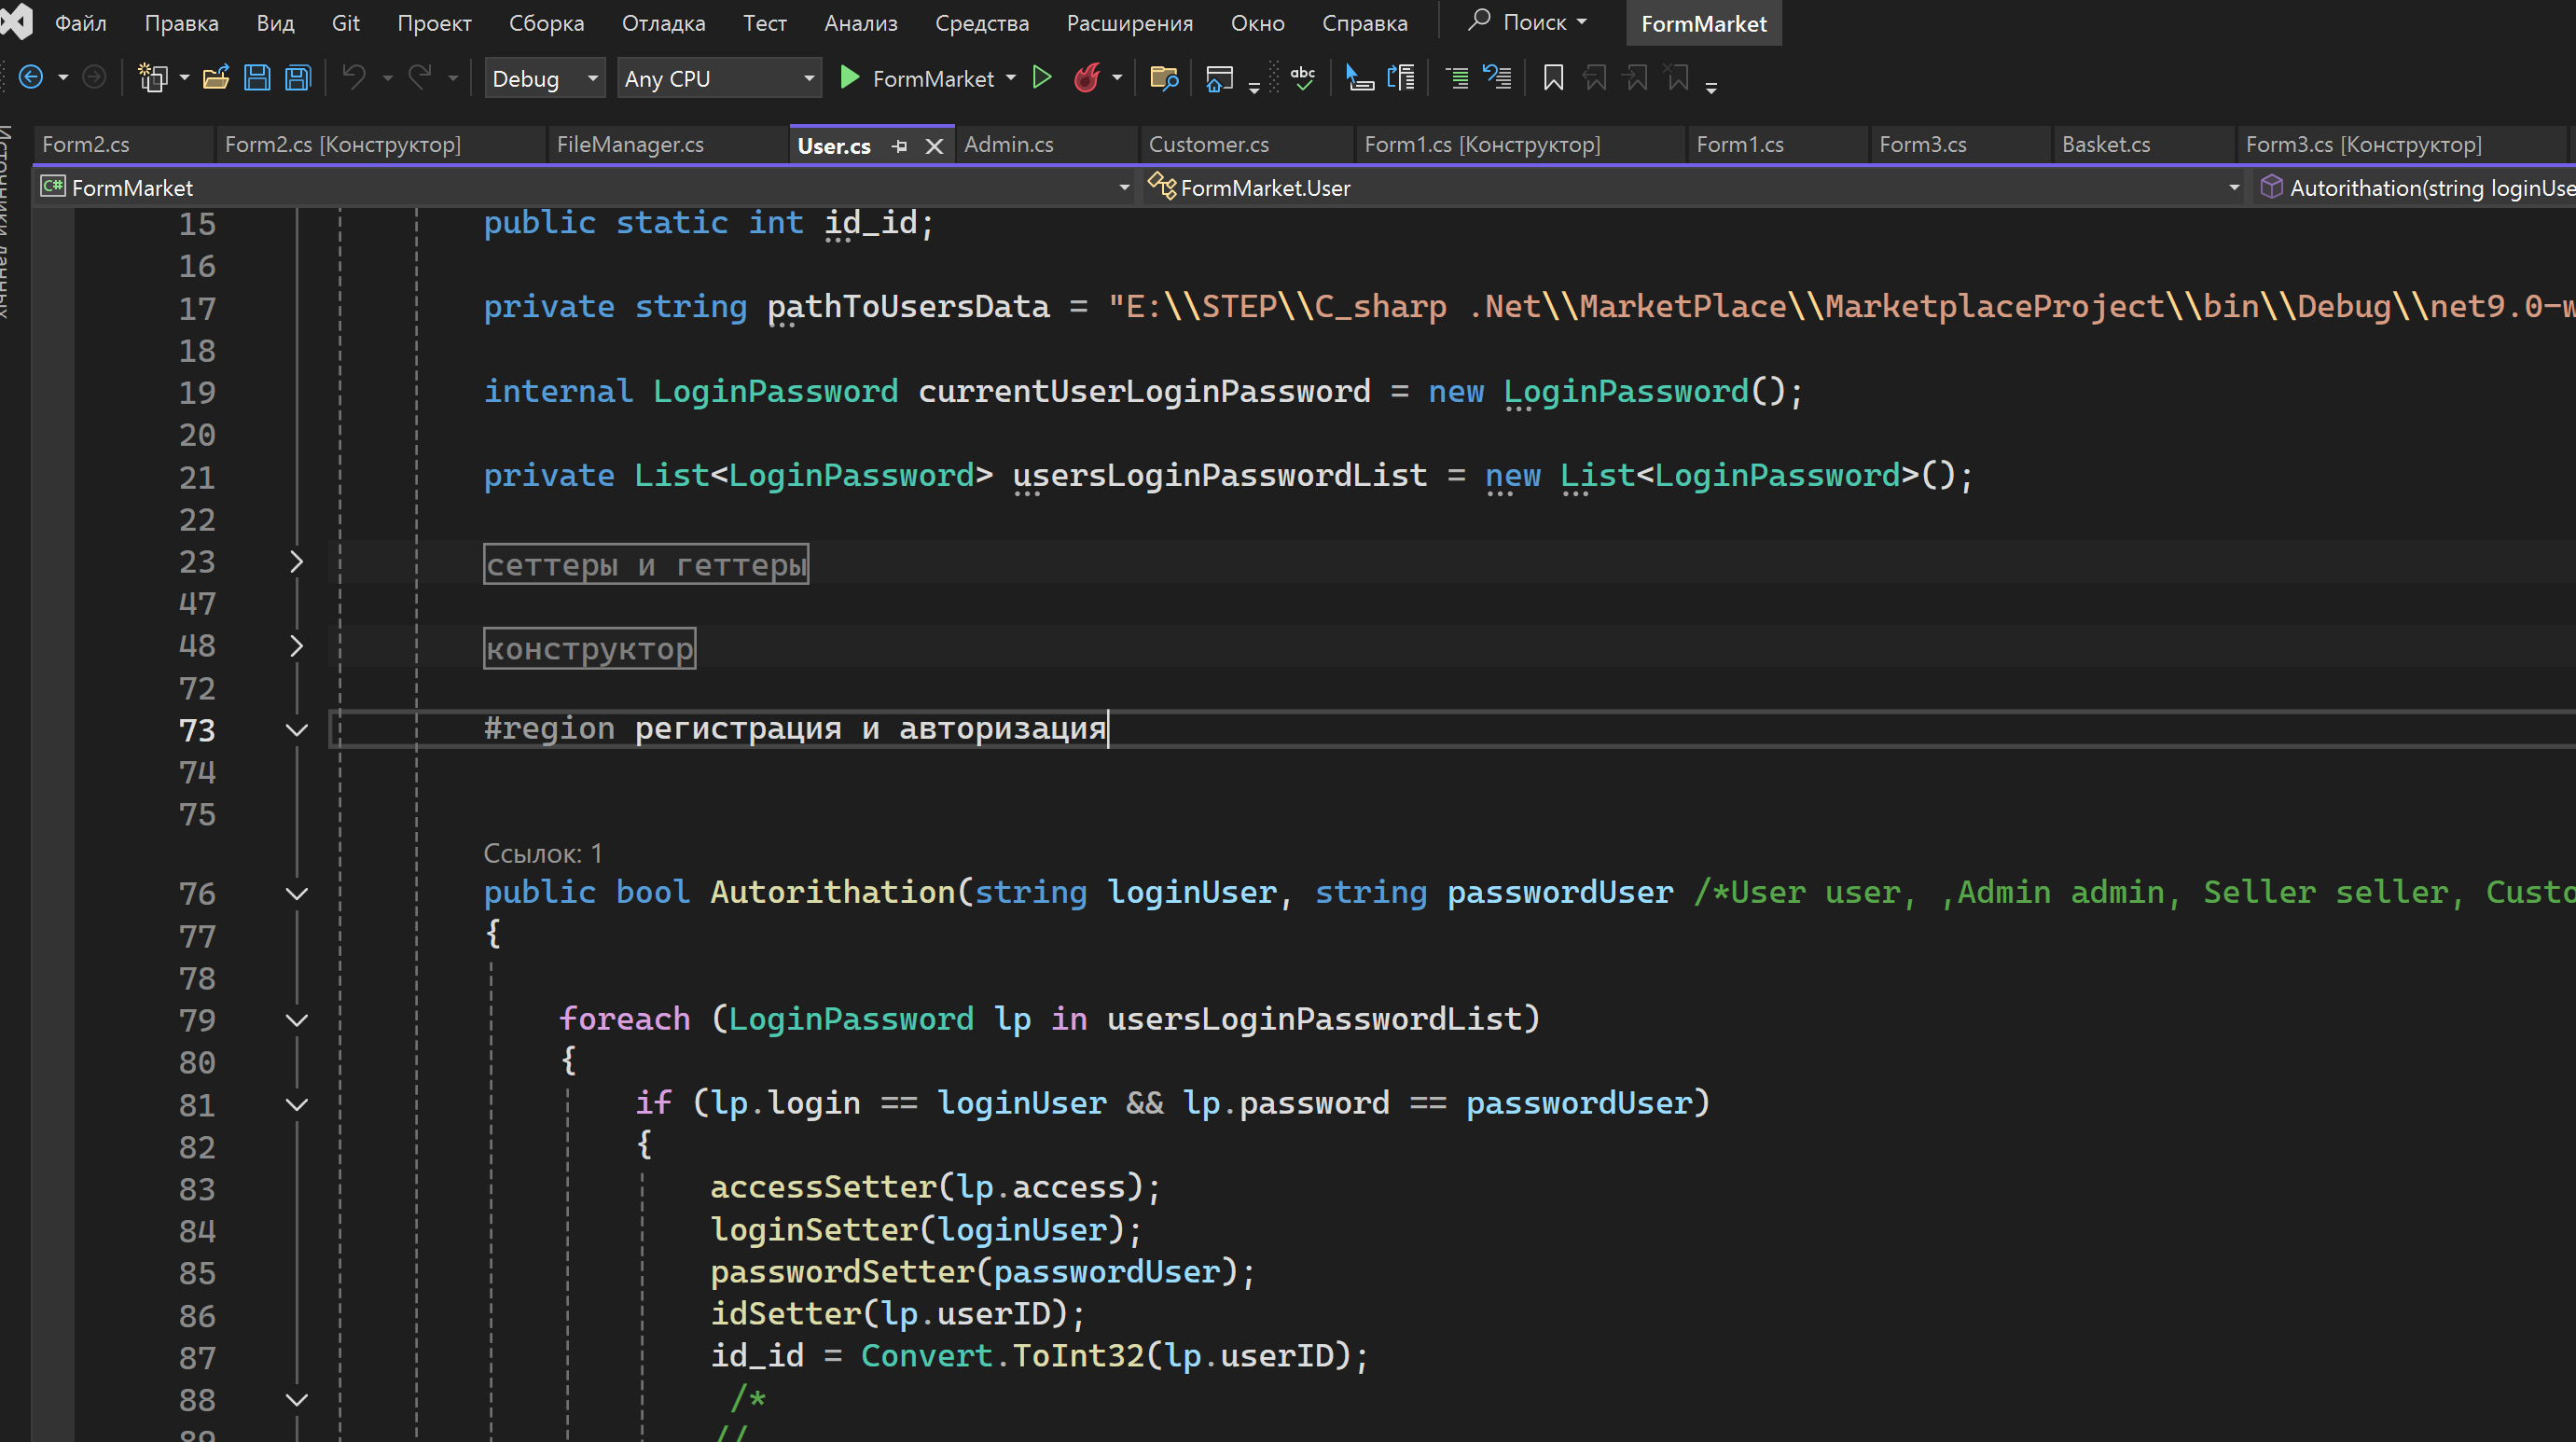 Файл Правка Вид Git Проект Сборка Отладка Тест Анализ Средства Расширения Окно Справка Поиск FormMarket
Debug Any CPU FormMarket abc
Form2.cs Form2.cs [Конструктор] FileManager.cs User.cs Admin.cs Customer.cs Form1.cs [Конструктор] Form1.cs Form3.cs Basket.cs Form3.cs [Конструктор]
C# FormMarket FormMarket.User Autorithation(string loginUse
15 public static int id_id;
16
17 private string pathToUsersData = "E:\\STEP\\C_sharp .Net\\MarketPlace\\MarketplaceProject\\bin\\Debug\\net9.0-w
18
19 internal LoginPassword currentUserLoginPassword = new LoginPassword();
20
21 private List<LoginPassword> usersLoginPasswordList = new List<LoginPassword>();
22
23 сеттеры и геттеры
47
48 конструктор
72
73 #region регистрация и авторизация
74
75
Ссылок: 1
76 public bool Autorithation(string loginUser, string passwordUser /*User user, ,Admin admin, Seller seller, Custo
77 {
78
79 foreach (LoginPassword lp in usersLoginPasswordList)
80 {
81 if (lp.login == loginUser && lp.password == passwordUser)
82 {
83 accessSetter(lp.access);
84 loginSetter(loginUser);
85 passwordSetter(passwordUser);
86 idSetter(lp.userID);
87 id_id = Convert.ToInt32(lp.userID);
88 /*
89 //